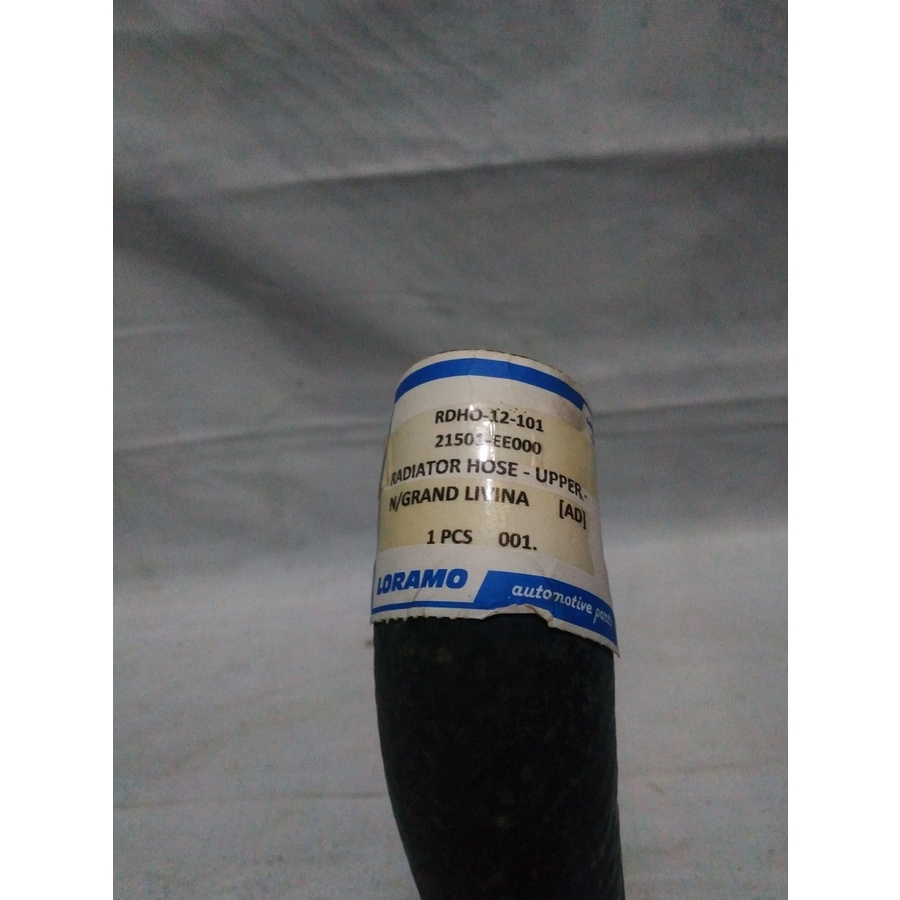 RDHO-12-101
21501-EE000
RADIATOR HOSE - UPPER -
N/GRAND LIVINA [AD]
1 PCS 001.
LORAMO
automotive parts